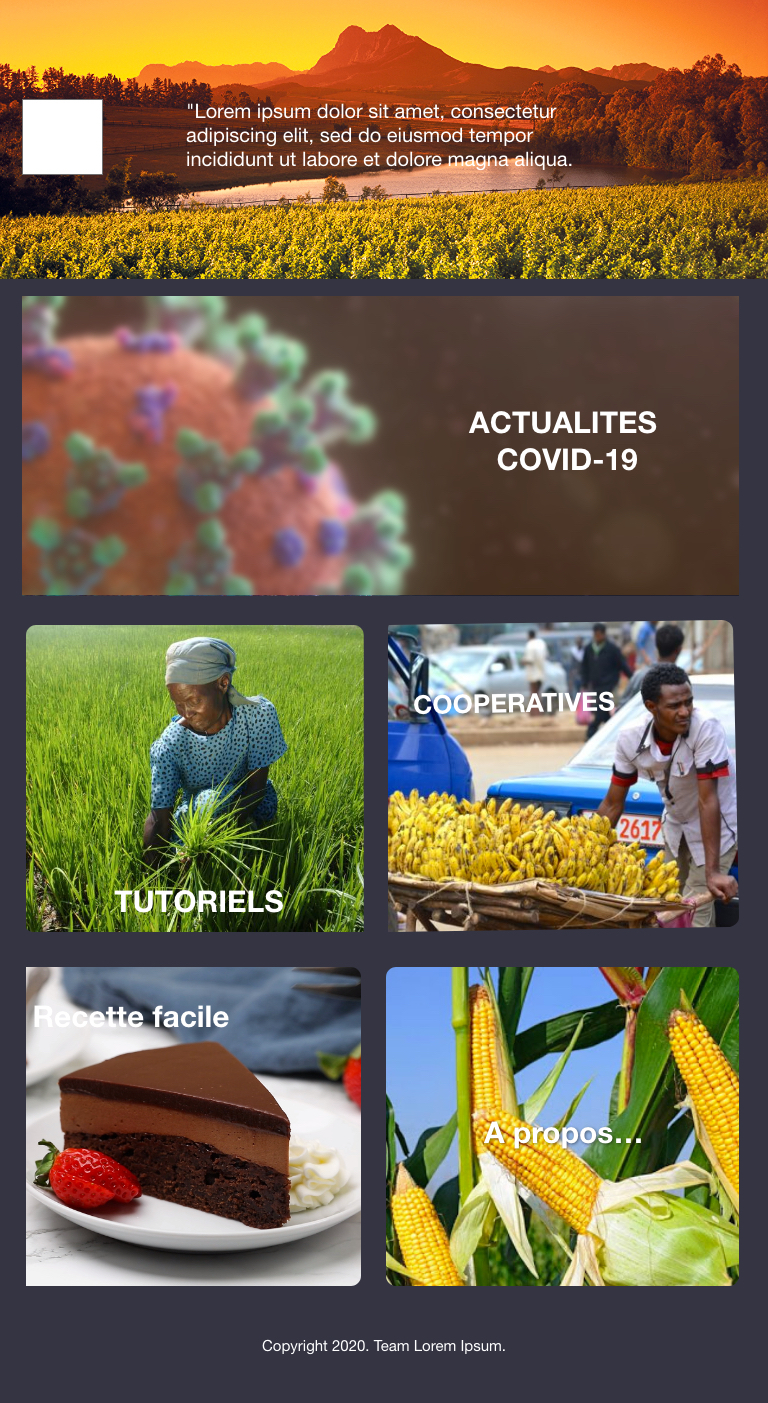 "Lorem ipsum dolor sit amet, consectetur
adipiscing elit, sed do eiusmod tempor
incididunt ut labore et dolore magna aliqua.
ACTUALITES
COVID-19
COOPERATIVES
2617
TUTORIELS
Recette facile
A propos...
Copyright 2020. Team Lorem Ipsum.